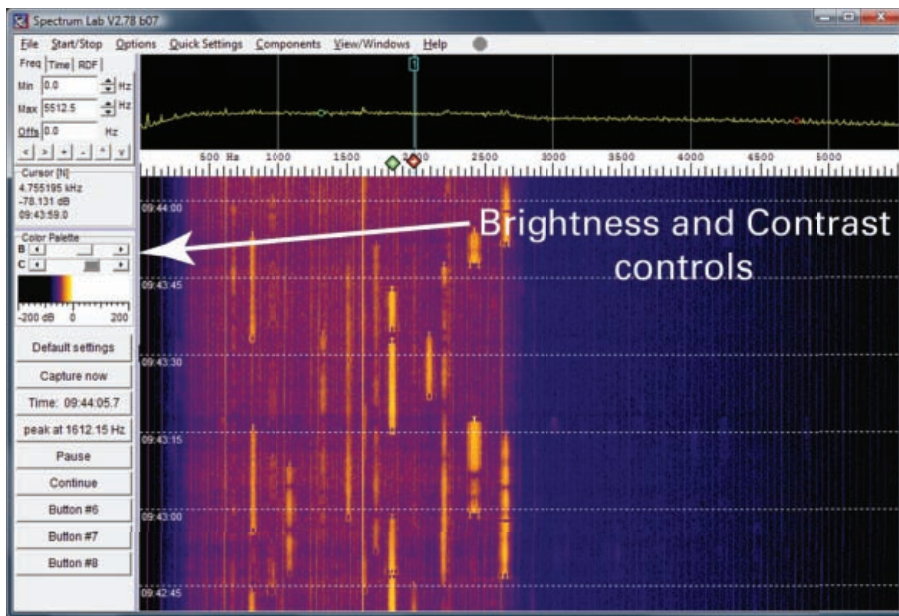 Spectrum Lab V2.78 b07
File Start/Stop Options Quick Settings Components View/Windows Help
Freq Time RDF
Min 0.0 Hz
Max 5512.5 Hz
Offs 0.0 Hz
< > + - ^ v
1
500 Hz 1000 1500 2000 2500 3000 3500 4000 4500 5000
Cursor [N]
4.755195 kHz
-78.131 dB
09:43:59.0
Color Palette
B
C
-200 dB 0 200
Default settings
Capture now
Time: 09:44:05.7
peak at 1612.15 Hz
Pause
Continue
Button #6
Button #7
Button #8
09:44:00
09:43:45
09:43:30
09:43:15
09:43:00
09:42:45
Brightness and Contrast
controls